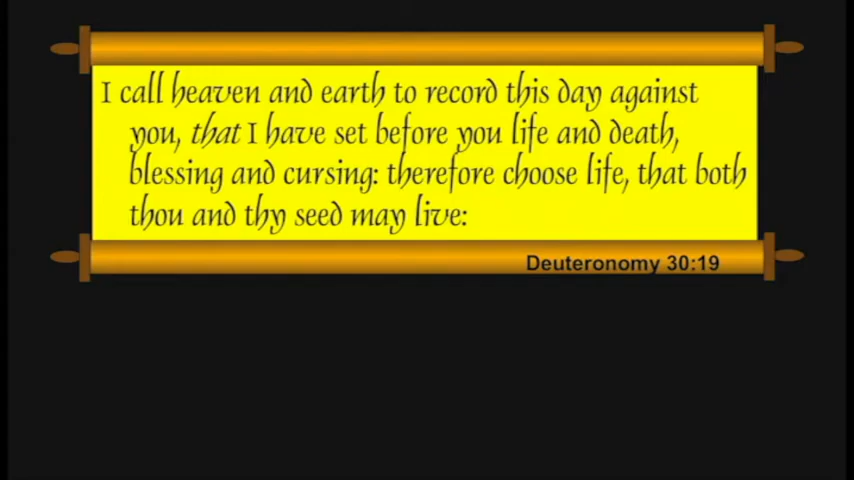 I call heaven and earth to record this day against
you, that I have set before you life and death,
blessing and cursing: therefore choose life, that both
thou and thy seed may live:
Deuteronomy 30:19